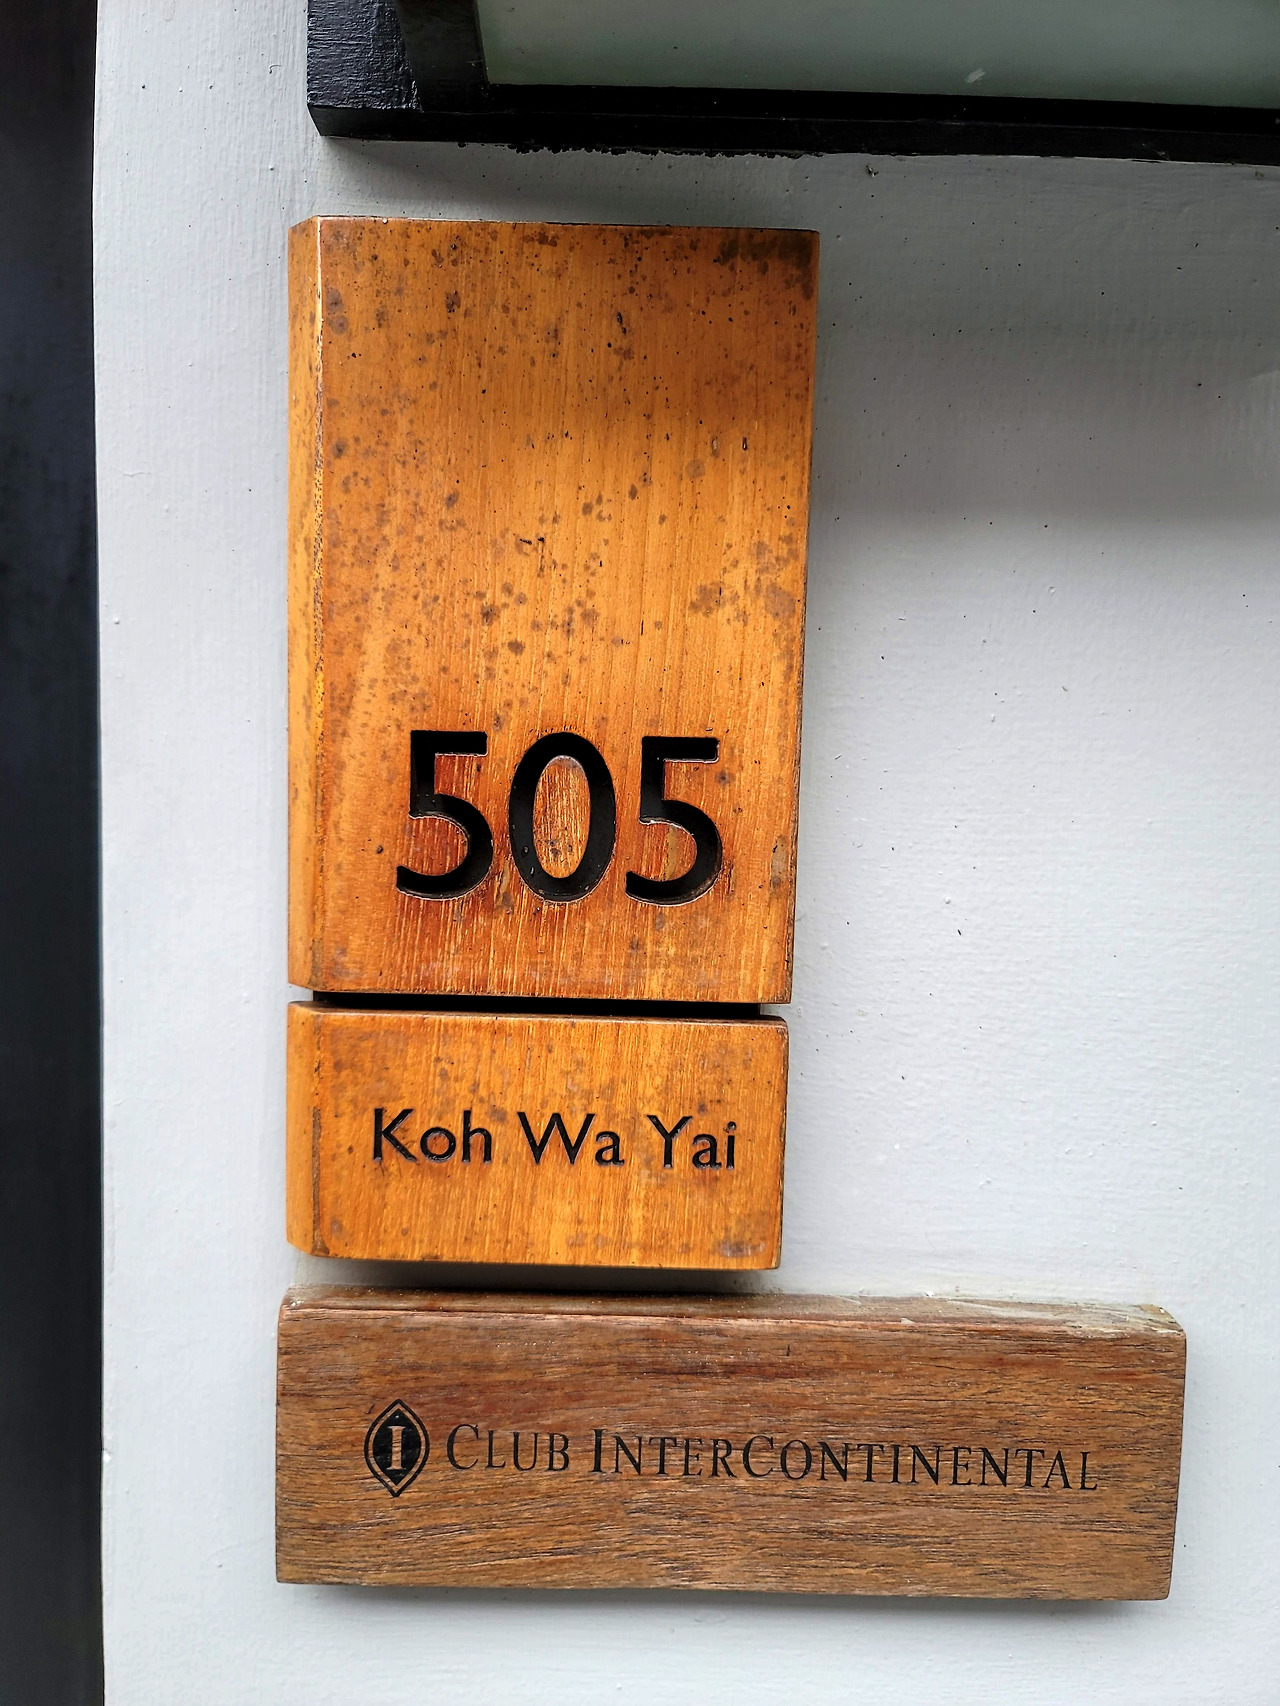 505
Koh Wa Yai
I CLUB INTERCONTINENTAL